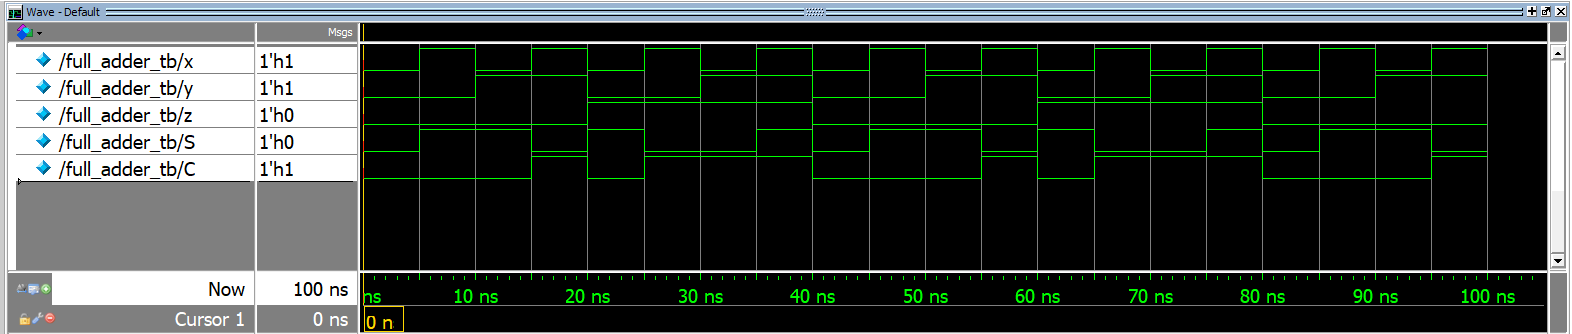 Wave - Default
Msgs
/full_adder_tb/x 1'h1
/full_adder_tb/y 1'h1
/full_adder_tb/z 1'h0
/full_adder_tb/S 1'h0
/full_adder_tb/C 1'h1
Now 100 ns ns 10 ns 20 ns 30 ns 40 ns 50 ns 60 ns 70 ns 80 ns 90 ns 100 ns
Cursor 1 0 ns 0 n